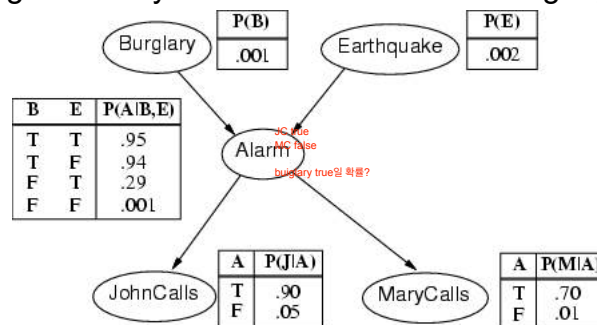 P(B)
Burglary
.001
P(E)
Earthquake
.002
B E P(A|B,E)
T T .95
T F .94
F T .29
F F .001
JC true
MC false
Alarm
buiglary true일 확률?
A P(J|A)
JohnCalls
T .90
F .05
A P(M|A)
MaryCalls
T .70
F .01